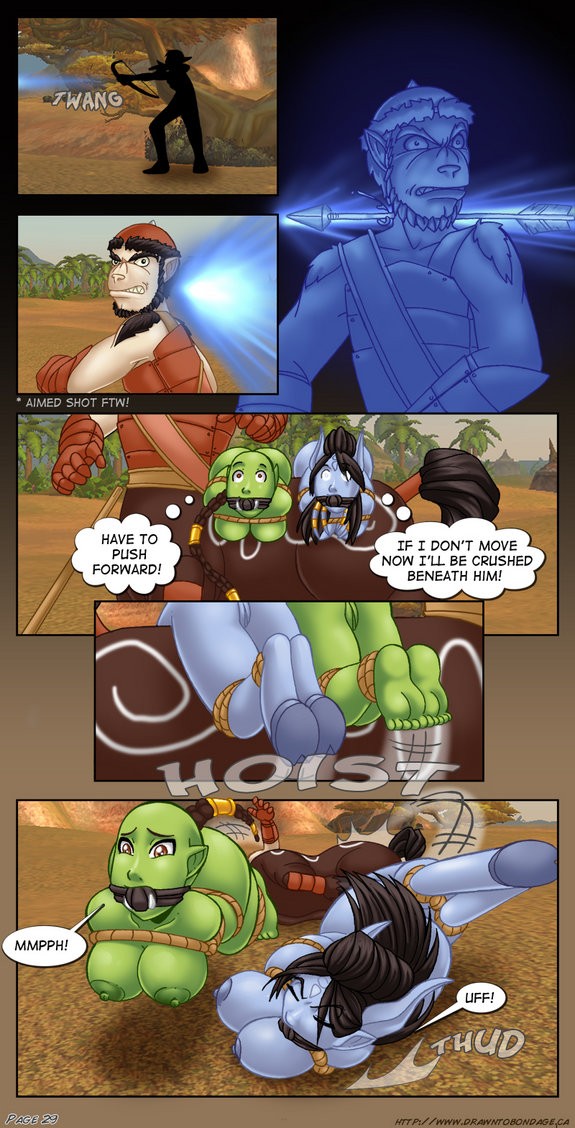 TWANG
* AIMED SHOT FTW!
HAVE TO
PUSH
FORWARD!
IF I DON'T MOVE
NOW I'LL BE CRUSHED
BENEATH HIM!
HOIST
MMPPH!
UFF!
THUD
PAGE 29
HTTP://WWW.DRAWNTOBONDAGE.CA